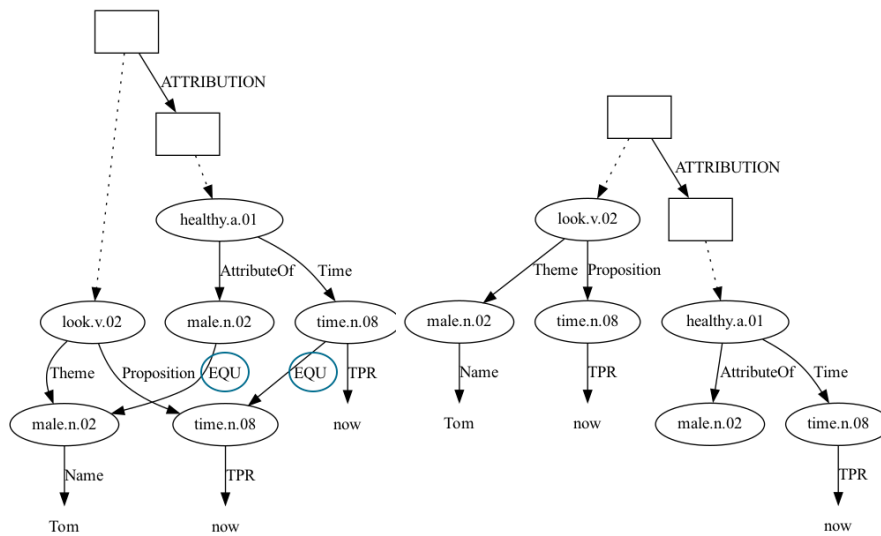 ATTRIBUTION
healthy.a.01
AttributeOf
Time
look.v.02
male.n.02
time.n.08
Theme
Proposition
EQU
EQU
TPR
male.n.02
time.n.08
now
Name
TPR
Tom
now
ATTRIBUTION
look.v.02
Theme
Proposition
male.n.02
time.n.08
healthy.a.01
Name
TPR
AttributeOf
Time
Tom
now
male.n.02
time.n.08
TPR
now